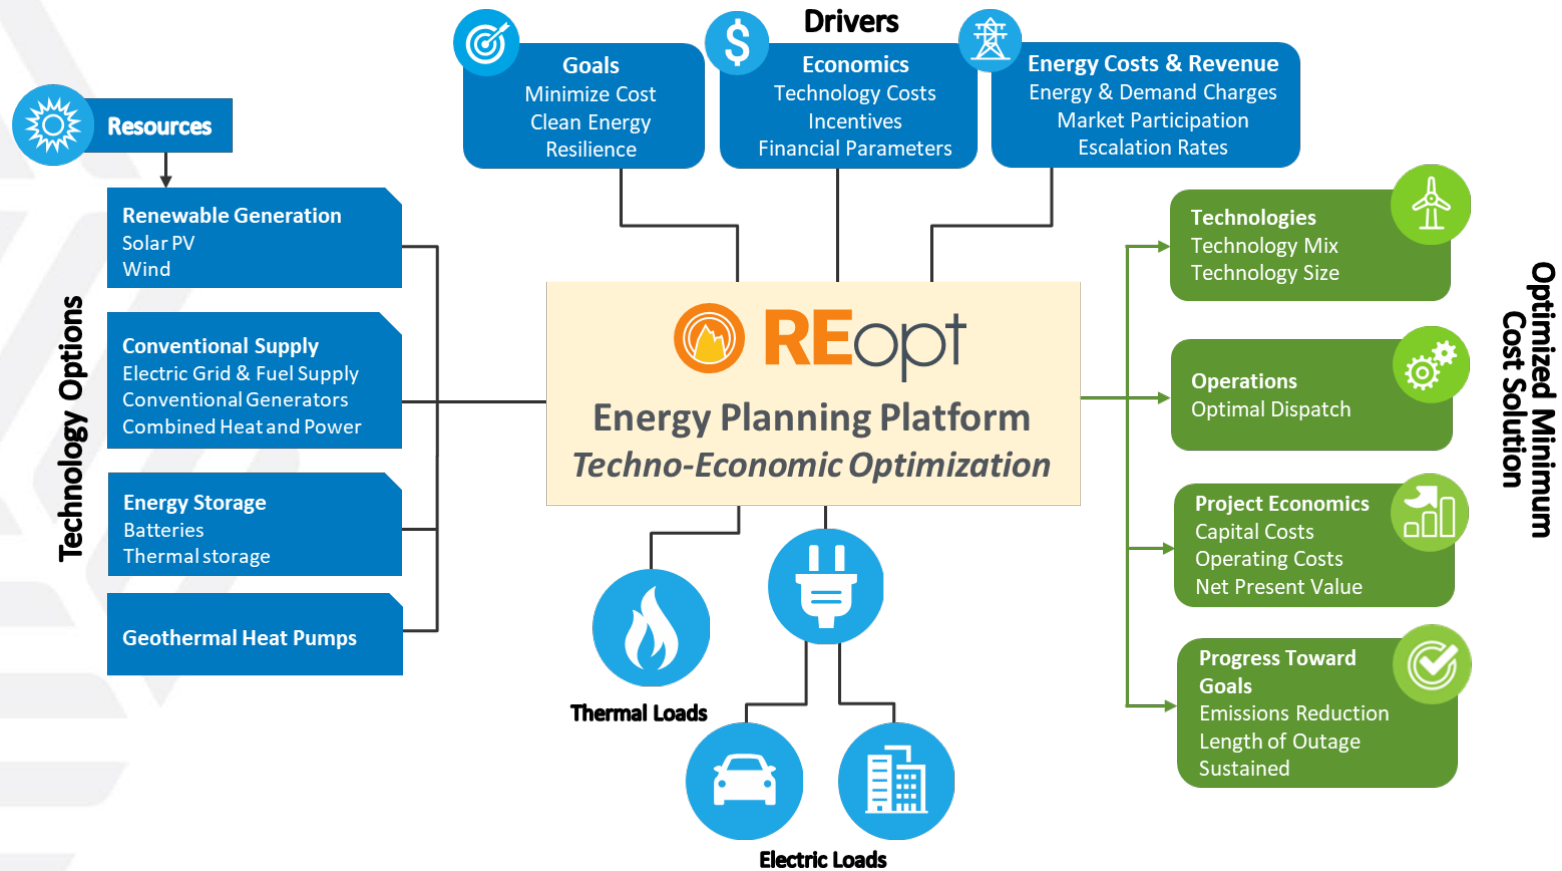 Drivers
Goals
Minimize Cost
Clean Energy
Resilience
Economics
Technology Costs
Incentives
Financial Parameters
Energy Costs & Revenue
Energy & Demand Charges
Market Participation
Escalation Rates
Resources
Technology Options
Renewable Generation
Solar PV
Wind
Conventional Supply
Electric Grid & Fuel Supply
Conventional Generators
Combined Heat and Power
Energy Storage
Batteries
Thermal storage
Geothermal Heat Pumps
REopt
Energy Planning Platform
Techno-Economic Optimization
Thermal Loads
Electric Loads
Technologies
Technology Mix
Technology Size
Operations
Optimal Dispatch
Project Economics
Capital Costs
Operating Costs
Net Present Value
Progress Toward
Goals
Emissions Reduction
Length of Outage
Sustained
Optimized Minimum
Cost Solution